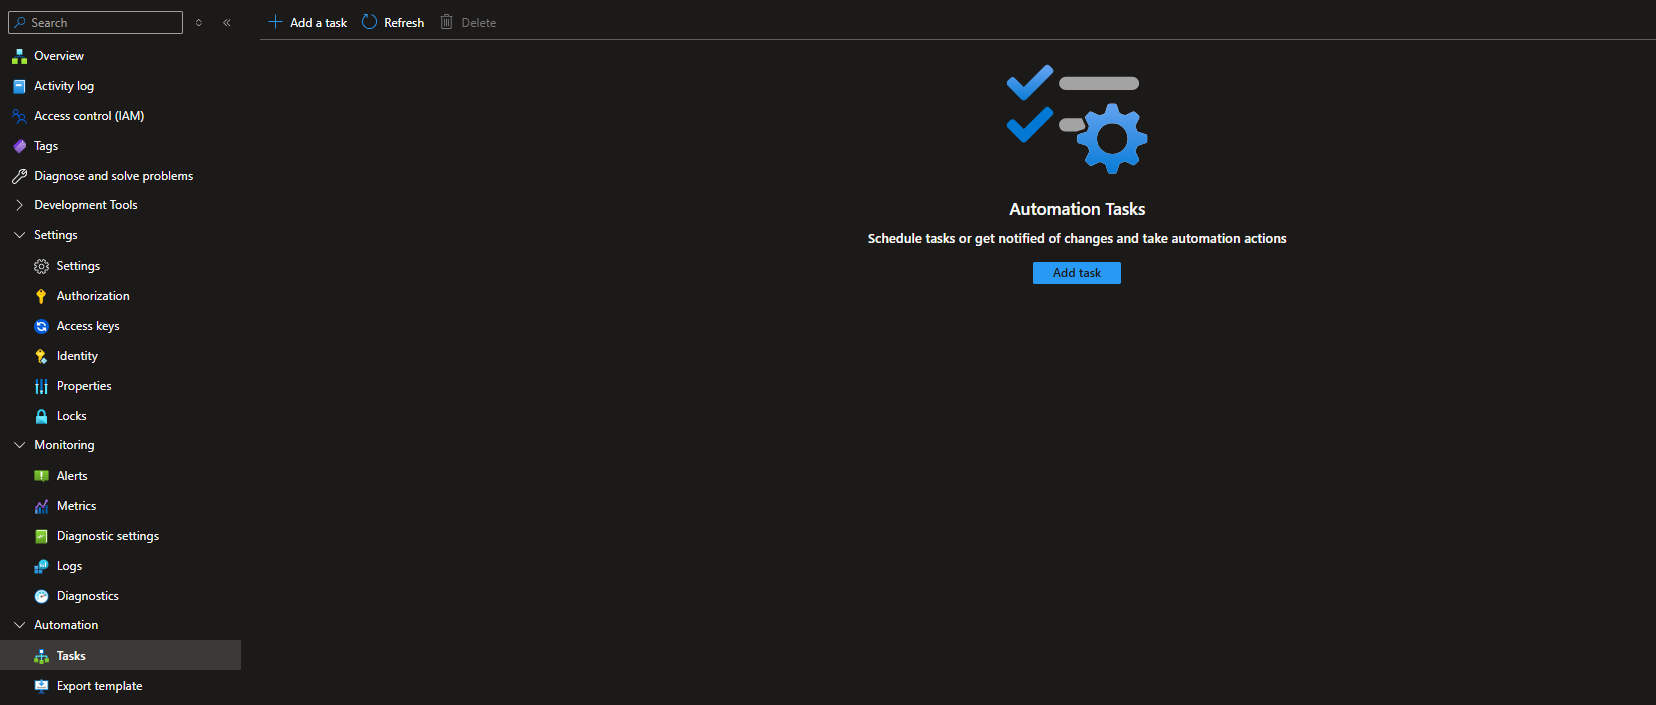 Search
Add a task
Refresh
Delete
Overview
Activity log
Access control (IAM)
Tags
Diagnose and solve problems
Development Tools
Settings
Settings
Authorization
Access keys
Identity
Properties
Locks
Monitoring
Alerts
Metrics
Diagnostic settings
Logs
Diagnostics
Automation
Tasks
Export template
Automation Tasks
Schedule tasks or get notified of changes and take automation actions
Add task